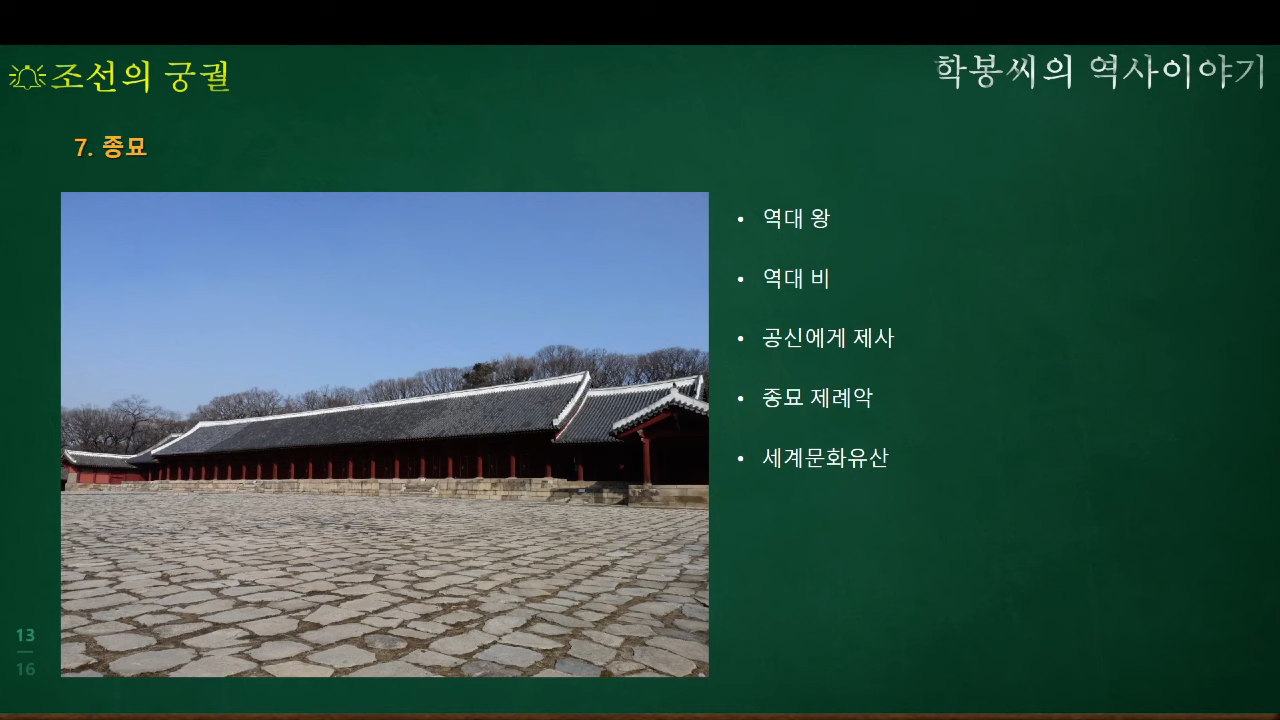 조선의 궁궐
학봉씨의 역사이야기
7. 종묘
• 역대 왕
• 역대 비
• 공신에게 제사
• 종묘 제례악
• 세계문화유산
13
16